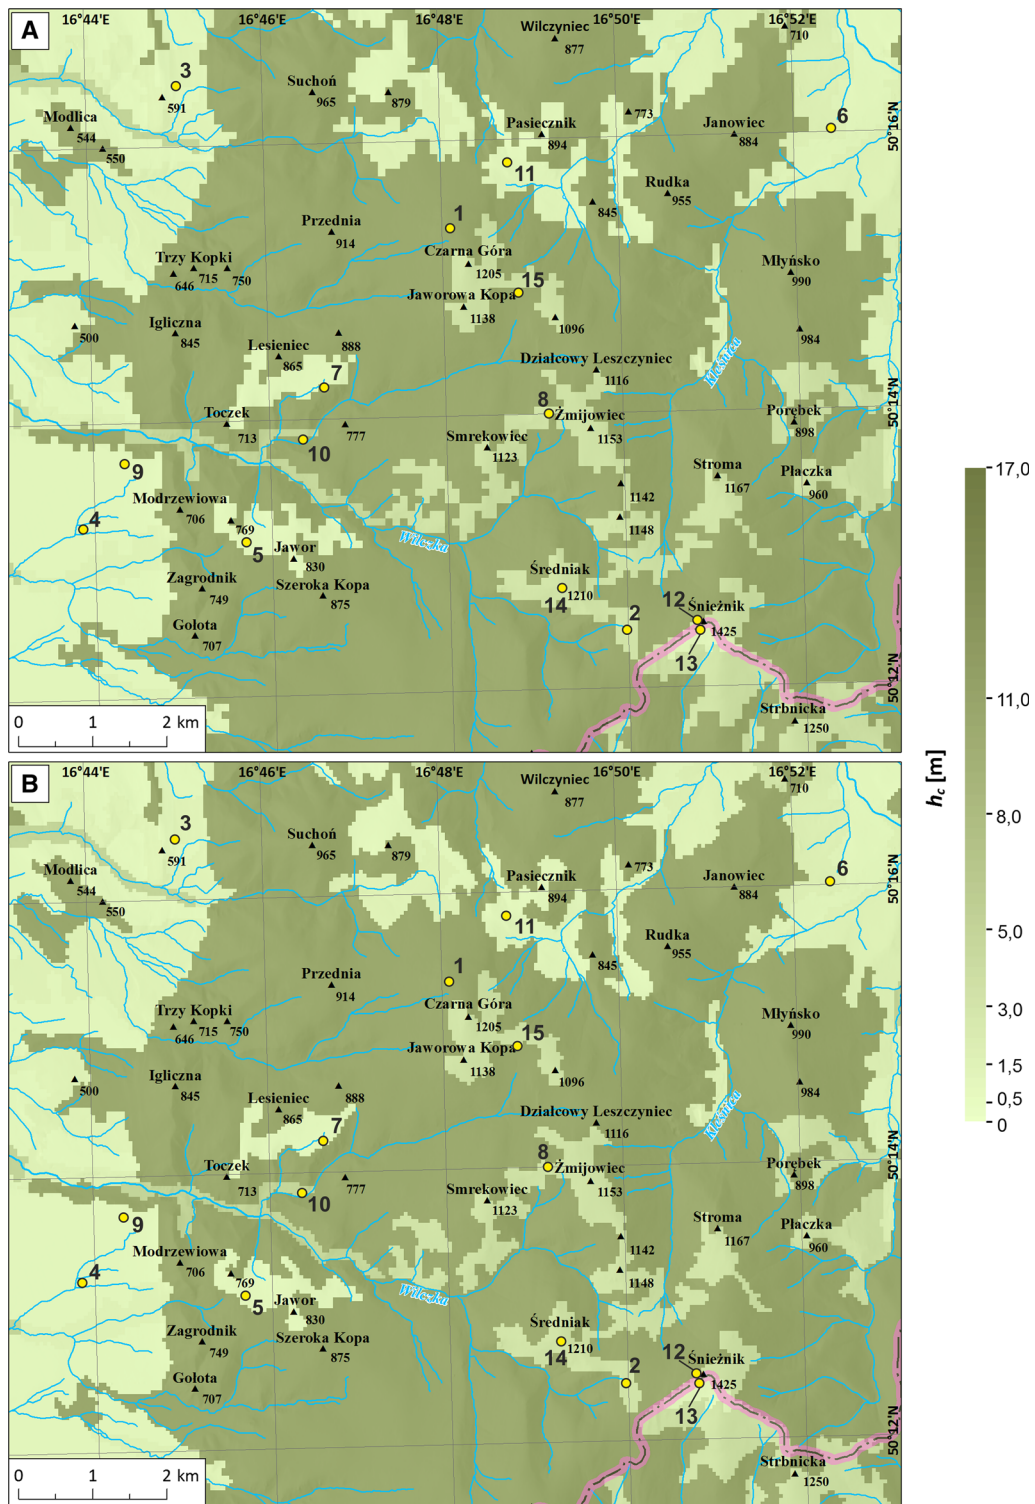 A
16°44'E
16°46'E
16°48'E
16°50'E
16°52'E
Wilczyniec
877
710
3
591
Suchoń
965
879
773
Modlica
544
550
Pasiecznik
894
Janowiec
884
6
50°16'N
11
Rudka
955
845
Przednia
914
1
Czarna Góra
1205
Trzy Kopki
646
715
750
15
Młyńsko
990
Jaworowa Kopa
1138
1096
Igliczna
845
500
888
984
Lesieniec
865
Działcowy Leszczyniec
1116
Kleśnica
7
8
Żmijowiec
1153
Porębek
898
50°14'N
Toczek
713
777
10
Smrekowiec
1123
9
Stroma
1167
Płaczka
960
Modrzewiowa
706
1142
4
769
1148
Wilczka
5
Jawor
830
Średniak
1210
Zagrodnik
749
Szeroka Kopa
875
14
2
12
Śnieżnik
1425
Gołota
707
13
50°12'N
Strbnicka
1250
0 1 2 km
17,0
11,0
8,0
5,0
3,0
1,5
0,5
0
hc [m]
B
16°44'E
16°46'E
16°48'E
16°50'E
16°52'E
Wilczyniec
877
710
3
591
Suchoń
965
879
773
Modlica
544
550
Pasiecznik
894
Janowiec
884
6
50°16'N
11
Rudka
955
845
Przednia
914
1
Czarna Góra
1205
Trzy Kopki
646
715
750
15
Młyńsko
990
Jaworowa Kopa
1138
1096
Igliczna
845
500
888
984
Lesieniec
865
Działcowy Leszczyniec
1116
Kleśnica
7
8
Żmijowiec
1153
Porębek
898
50°14'N
Toczek
713
777
10
Smrekowiec
1123
9
Stroma
1167
Płaczka
960
Modrzewiowa
706
1142
4
769
1148
Wilczka
5
Jawor
830
Średniak
1210
Zagrodnik
749
Szeroka Kopa
875
14
2
12
Śnieżnik
1425
Gołota
707
13
50°12'N
Strbnicka
1250
0 1 2 km